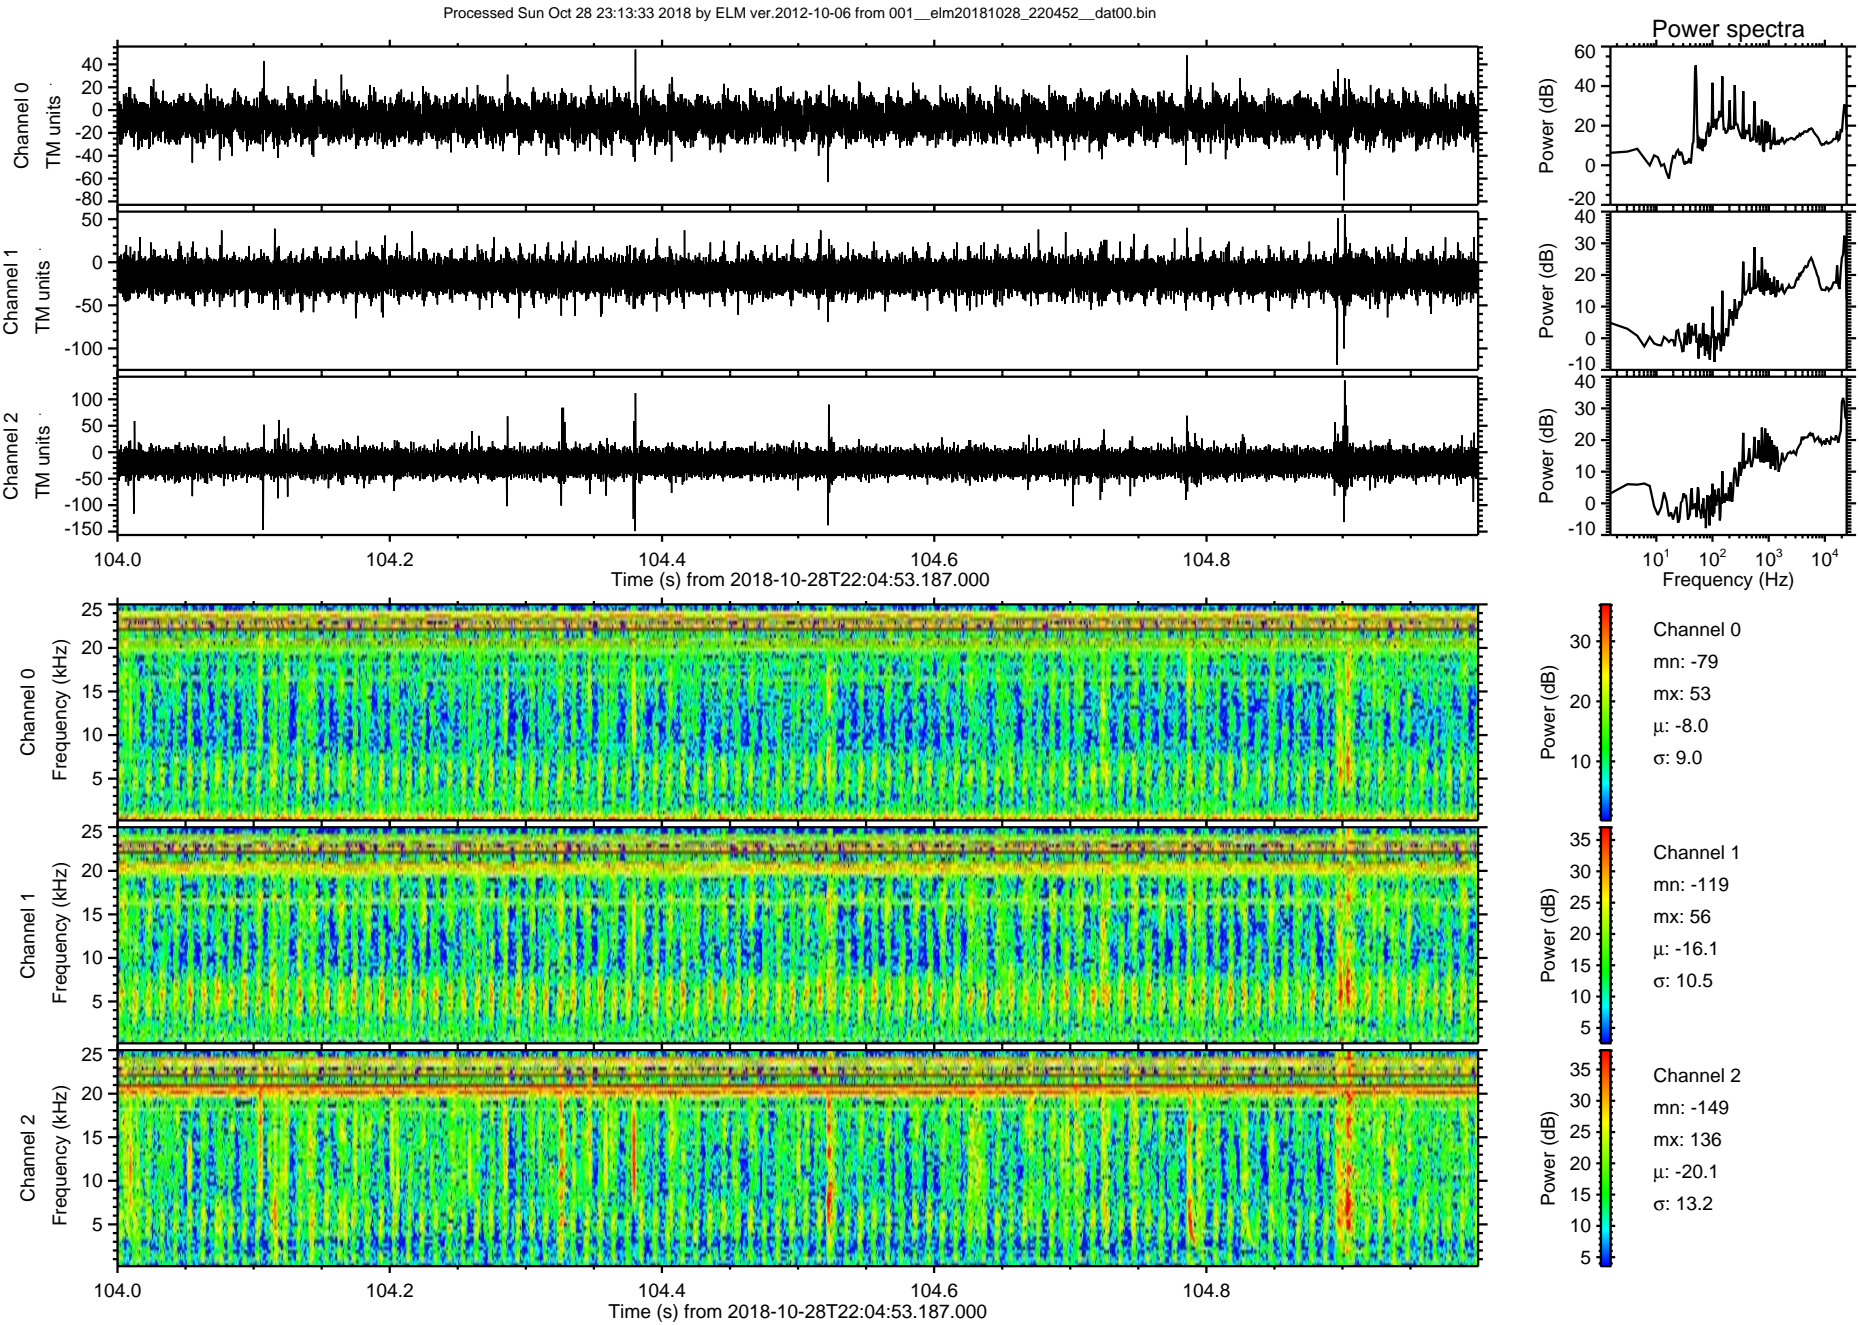 Processed Sun Oct 28 23:13:33 2018 by ELM ver.2012-10-06 from 001__elm20181028_220452__dat00.bin
Power spectra
Channel 0
TM units
40
20
0
-20
-40
-60
-80
Power (dB)
60
40
20
0
-20
Channel 1
TM units
50
0
-50
-100
Power (dB)
40
30
20
10
0
-10
Channel 2
TM units
100
50
0
-50
-100
-150
Power (dB)
40
30
20
10
0
-10
104.0 104.2 104.4 104.6 104.8
Time (s) from 2018-10-28T22:04:53.187.000
10¹ 10² 10³ 10⁴
Frequency (Hz)
Channel 0
Frequency (kHz)
25
20
15
10
5
Power (dB)
30
20
10
Channel 0
mn: -79
mx: 53
μ: -8.0
σ: 9.0
Channel 1
Frequency (kHz)
25
20
15
10
5
Power (dB)
35
30
25
20
15
10
5
Channel 1
mn: -119
mx: 56
μ: -16.1
σ: 10.5
Channel 2
Frequency (kHz)
25
20
15
10
5
Power (dB)
35
30
25
20
15
10
5
Channel 2
mn: -149
mx: 136
μ: -20.1
σ: 13.2
104.0 104.2 104.4 104.6 104.8
Time (s) from 2018-10-28T22:04:53.187.000